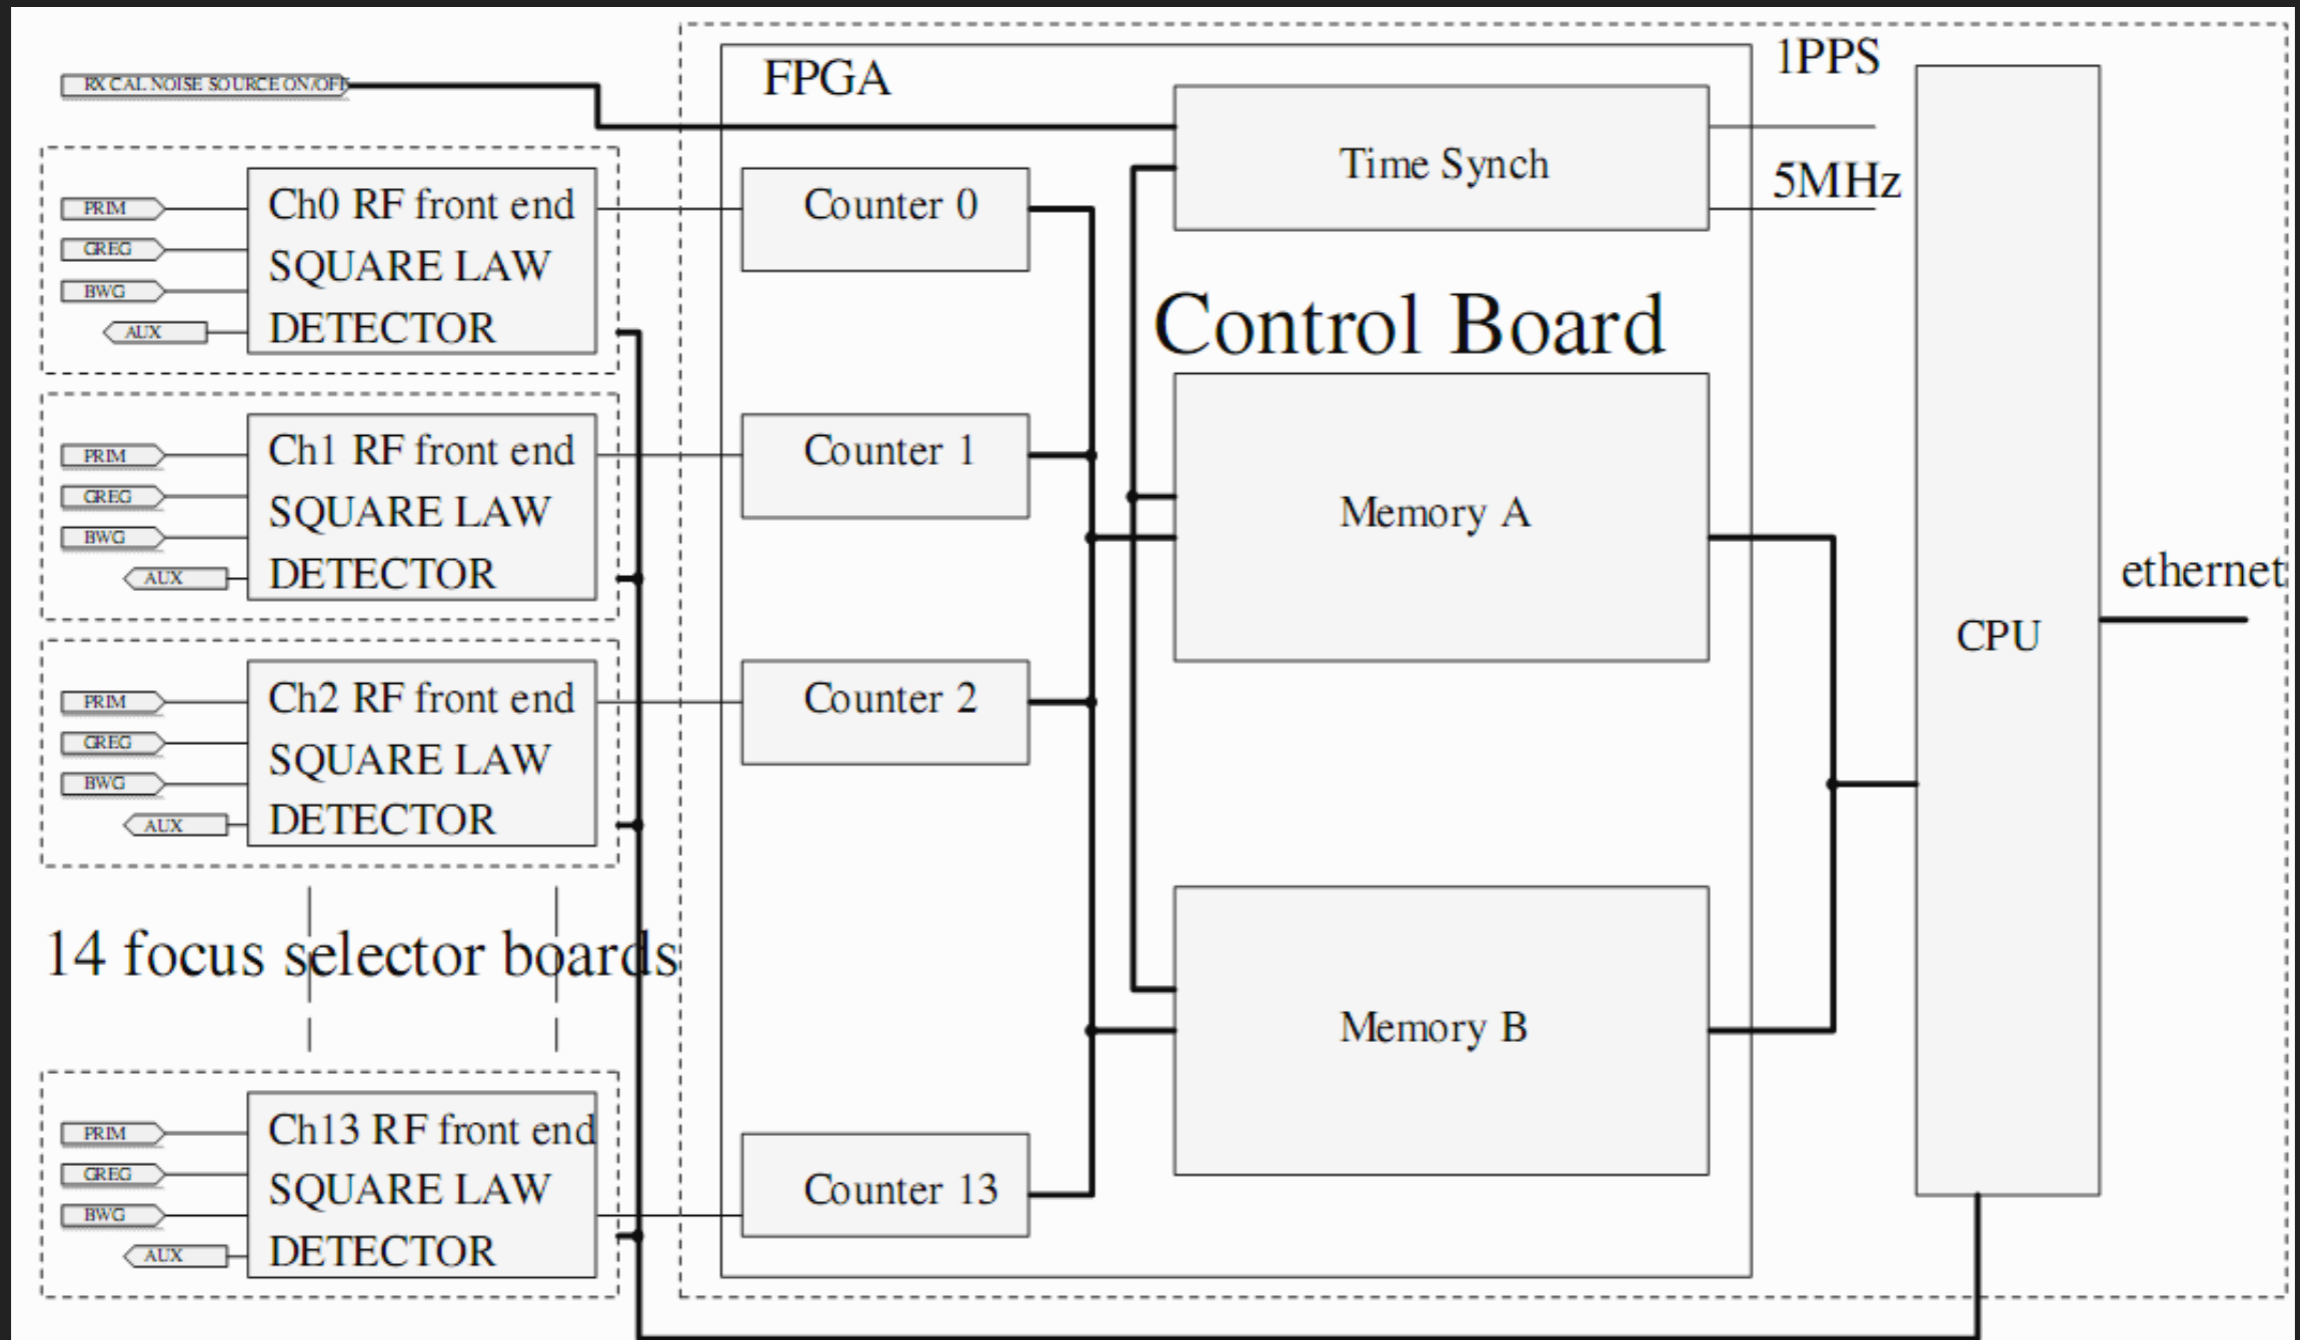 RX CAL NOISE SOURCE ON/OFF
FPGA
1PPS
5MHz
Time Synch
PRIM
GREG
BWG
AUX
Ch0 RF front end
SQUARE LAW
DETECTOR
Counter 0
Control Board
PRIM
GREG
BWG
AUX
Ch1 RF front end
SQUARE LAW
DETECTOR
Counter 1
Memory A
ethernet
CPU
PRIM
GREG
BWG
AUX
Ch2 RF front end
SQUARE LAW
DETECTOR
Counter 2
14 focus selector boards
Memory B
PRIM
GREG
BWG
AUX
Ch13 RF front end
SQUARE LAW
DETECTOR
Counter 13